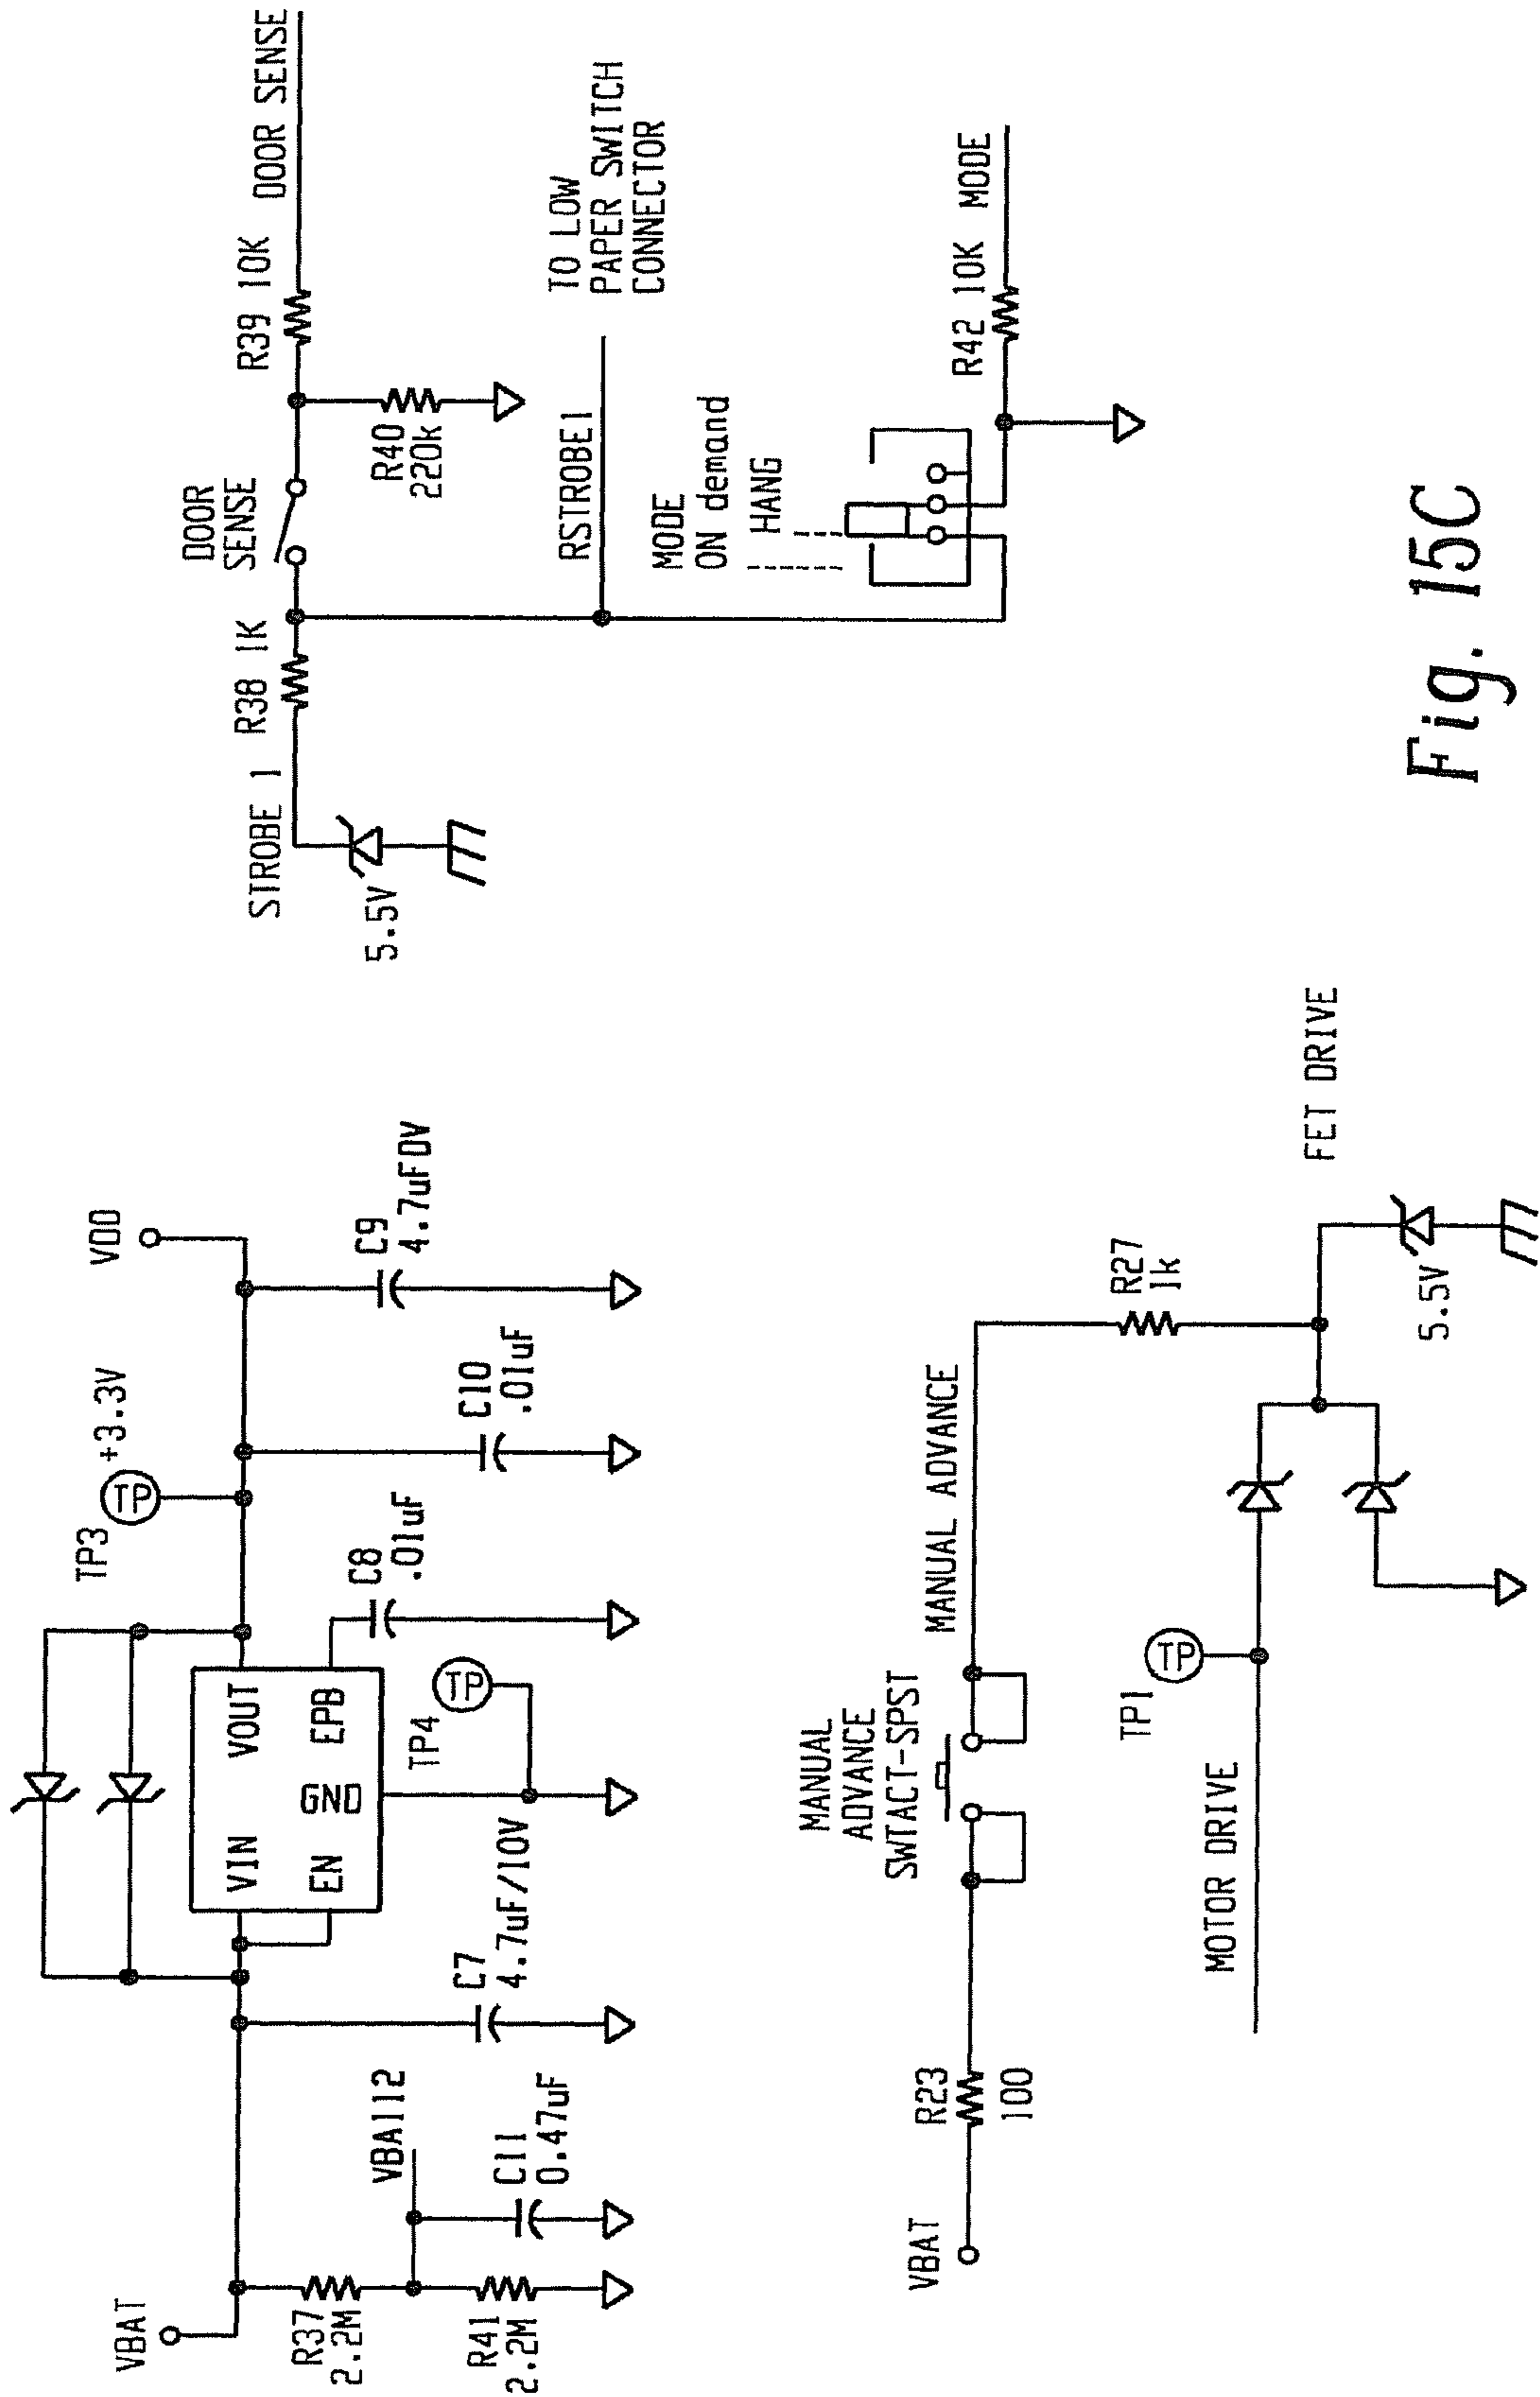 VBAT
R37
2.2M
R41
2.2M
VBA112
C11
0.47uF
C7
4.7uF/10V
VIN
VOUT
EN
GND
EPB
TP4
TP
C8
.01uF
TP3
TP
+3.3V
C10
.01uF
VDD
C9
4.7uFDV
VBAT
R23
100
MANUAL
ADVANCE
SWTACT-SPST
MANUAL ADVANCE
R27
1k
MOTOR DRIVE
TP1
TP
5.5V
FET DRIVE
STROBE 1
5.5V
R38 1K
DOOR
SENSE
R40
220k
R39 10K
DOOR SENSE
RSTROBE1
TO LOW
PAPER SWITCH
CONNECTOR
MODE
ON demand
HANG
R42 10K
MODE
Fig. 15C